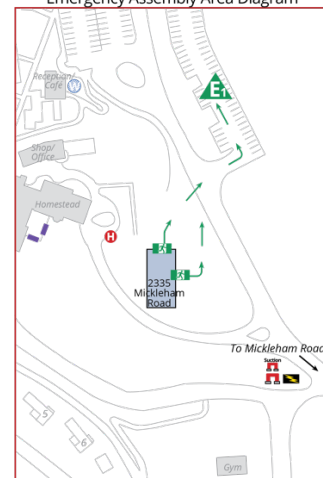 Emergency Assembly Area Diagram
Reception/
Cafe
W
E1
Shop/
Office
Homestead
H
2335
Mickleham
Road
To Mickleham Road
Suction
5
6
Gym